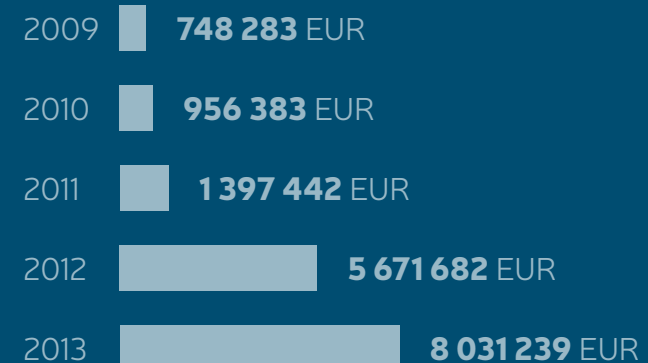 2009 748 283 EUR
2010 956 383 EUR
2011 1 397 442 EUR
2012 5 671 682 EUR
2013 8 031 239 EUR